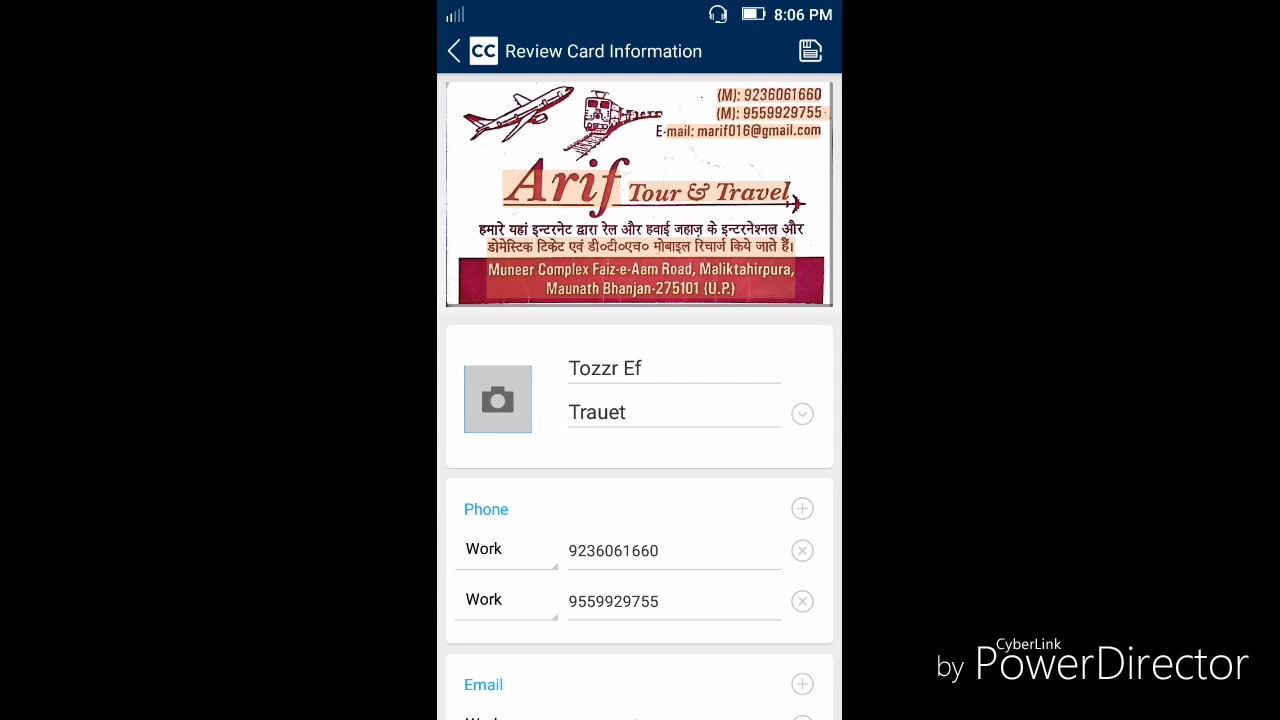 8:06 PM
CC Review Card Information
(M): 9236061660
(M): 9559929755
E-mail: marif016@gmail.com
Arif Tour & Travel
हमारे यहां इन्टरनेट द्वारा रेल और हवाई जहाज़ के इन्टरनेश्नल और
डोमेस्टिक टिकेट एवं डी०टी०एच० मोबाइल रिचार्ज किये जाते हैं।
Muneer Complex Faiz-e-Aam Road, Maliktahirpura,
Maunath Bhanjan-275101 (U.P.)
Tozzr Ef
Trauet
Phone
Work 9236061660
Work 9559929755
Email
CyberLink
by PowerDirector